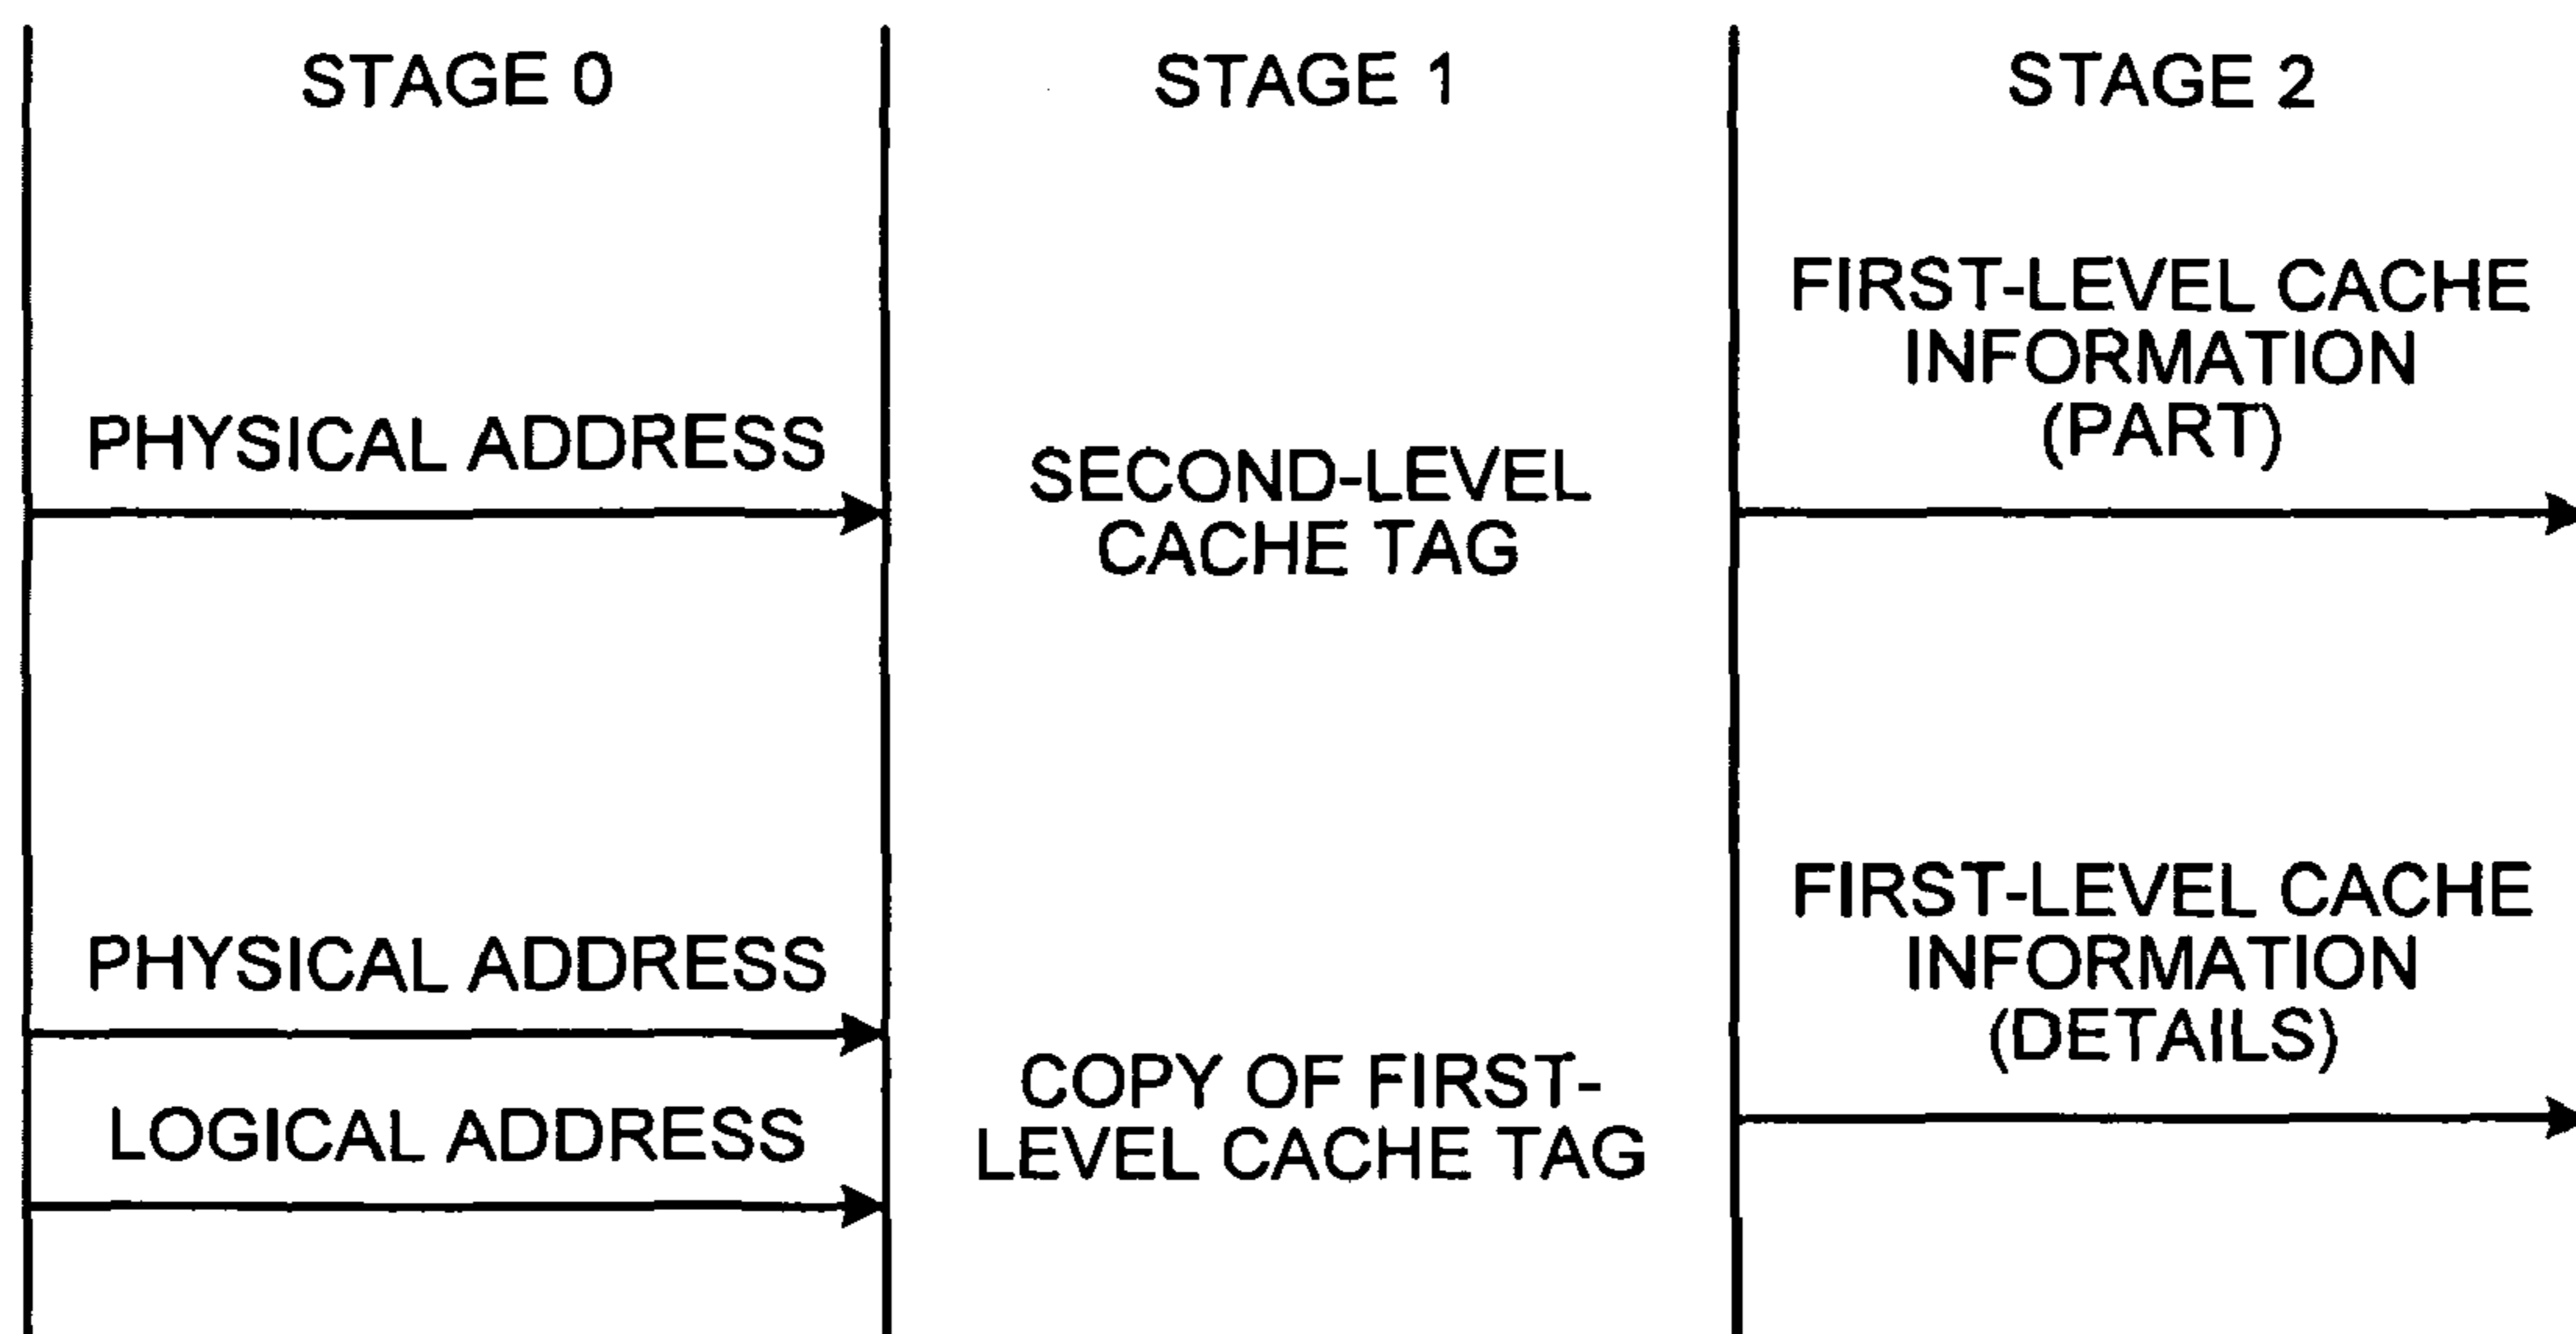 STAGE 0
STAGE 1
STAGE 2
PHYSICAL ADDRESS
SECOND-LEVEL
CACHE TAG
FIRST-LEVEL CACHE
INFORMATION
(PART)
PHYSICAL ADDRESS
LOGICAL ADDRESS
COPY OF FIRST-
LEVEL CACHE TAG
FIRST-LEVEL CACHE
INFORMATION
(DETAILS)